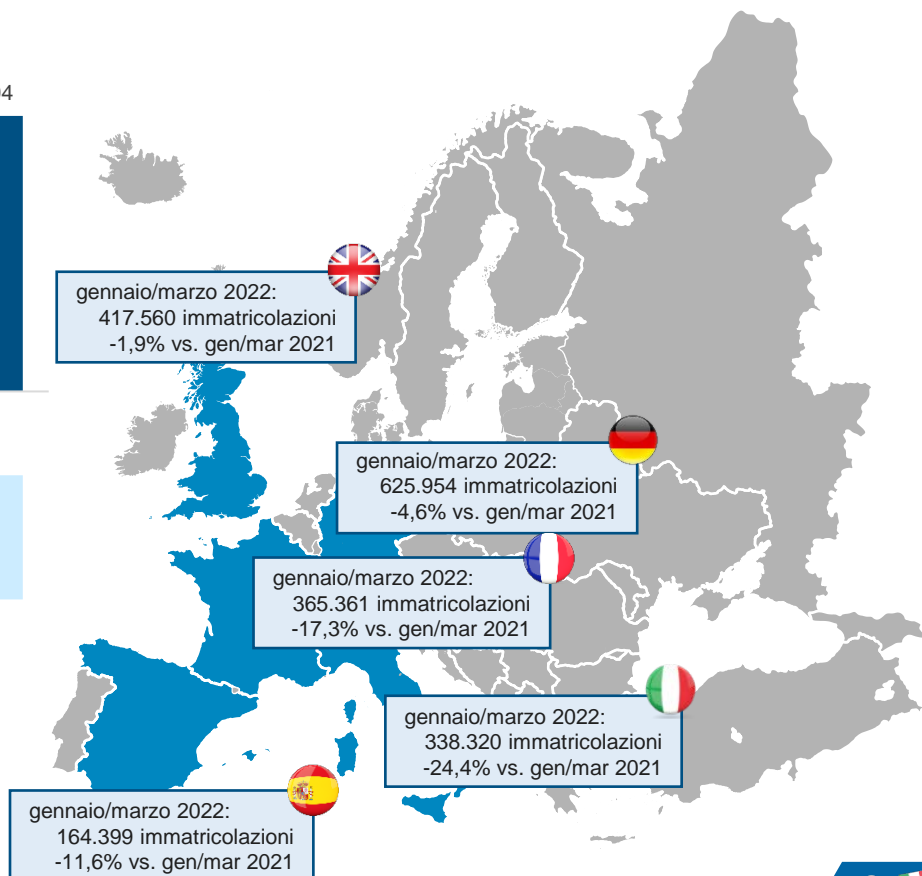 gennaio/marzo 2022:
417.560 immatricolazioni
-1,9% vs. gen/mar 2021
gennaio/marzo 2022:
625.954 immatricolazioni
-4,6% vs. gen/mar 2021
gennaio/marzo 2022:
365.361 immatricolazioni
-17,3% vs. gen/mar 2021
gennaio/marzo 2022:
338.320 immatricolazioni
-24,4% vs. gen/mar 2021
gennaio/marzo 2022:
164.399 immatricolazioni
-11,6% vs. gen/mar 2021